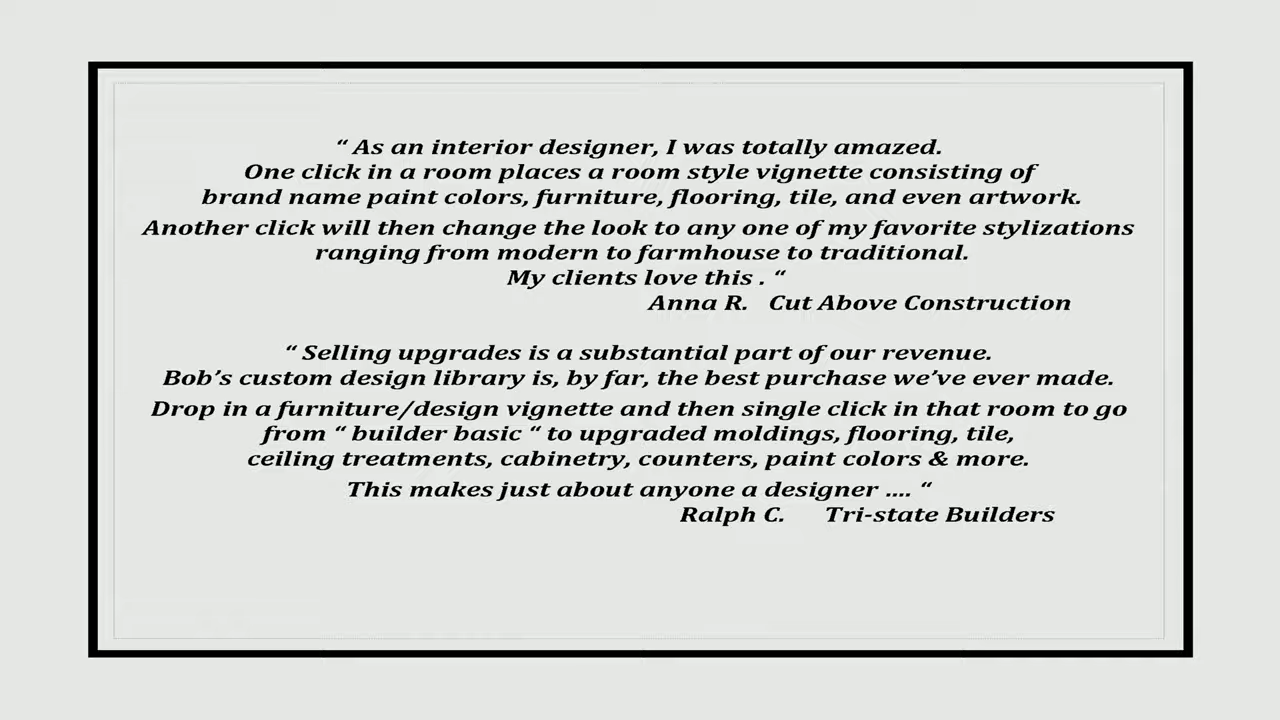 “ As an interior designer, I was totally amazed.
One click in a room places a room style vignette consisting of
brand name paint colors, furniture, flooring, tile, and even artwork.
Another click will then change the look to any one of my favorite stylizations
ranging from modern to farmhouse to traditional.
My clients love this . “
Anna R. Cut Above Construction
“ Selling upgrades is a substantial part of our revenue.
Bob’s custom design library is, by far, the best purchase we’ve ever made.
Drop in a furniture/design vignette and then single click in that room to go
from “ builder basic “ to upgraded moldings, flooring, tile,
ceiling treatments, cabinetry, counters, paint colors & more.
This makes just about anyone a designer .... “
Ralph C. Tri-state Builders